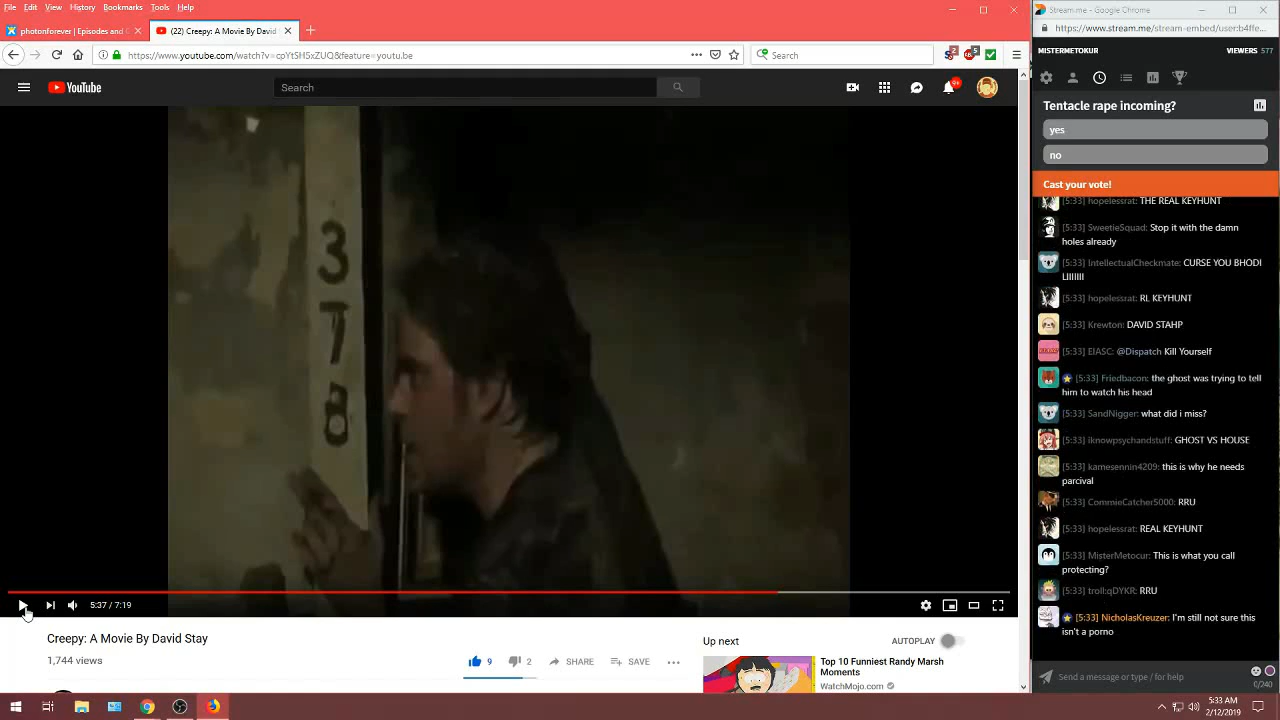 File Edit View History Bookmarks Tools Help
photonforever | Episodes and
(22) Creepy: A Movie By David
https://www.youtube.com/watch?v=cpYtSH5xZUQ&feature=youtu.be
Search
2
5
YouTube
Search
9+
3
7
5:37 / 7:19
Creepy: A Movie By David Stay
1,744 views
9
2
SHARE
SAVE
Up next
AUTOPLAY
Top 10 Funniest Randy Marsh
Moments
WatchMojo.com
Stream.me - Google Chrome
https://www.stream.me/stream-embed/user:b4ffe...
MISTERMETOKUR
VIEWERS 577
Tentacle rape incoming?
yes
no
Cast your vote!
[5:33] hopelessrat: THE REAL KEYHUNT
[5:33] SweetieSquad: Stop it with the damn
holes already
[5:33] IntellectualCheckmate: CURSE YOU BHODI
LIIIIIII
[5:33] hopelessrat: RL KEYHUNT
[5:33] Krewton: DAVID STAHP
[5:33] EIASC: @Dispatch Kill Yourself
[5:33] Friedbacon: the ghost was trying to tell
him to watch his head
[5:33] SandNigger: what did i miss?
[5:33] iknowpsychandstuff: GHOST VS HOUSE
[5:33] kamesennin4209: this is why he needs
parcival
[5:33] CommieCatcher5000: RRU
[5:33] hopelessrat: REAL KEYHUNT
[5:33] MisterMetocur: This is what you call
protecting?
[5:33] troll:qDYKR: RRU
[5:33] NicholasKreuzer: I'm still not sure this
isn't a porno
Send a message or type / for help
0/240
5:33 AM
2/12/2019